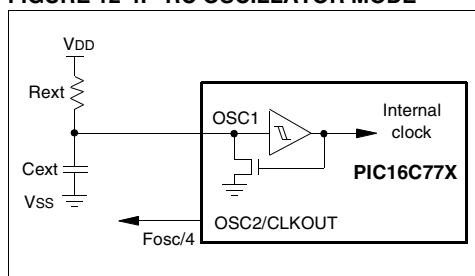 FIGURE 12-4: RC OSCILLATOR MODE
VDD
Rext
OSC1
Internal
clock
PIC16C77X
Cext
VSS
OSC2/CLKOUT
Fosc/4